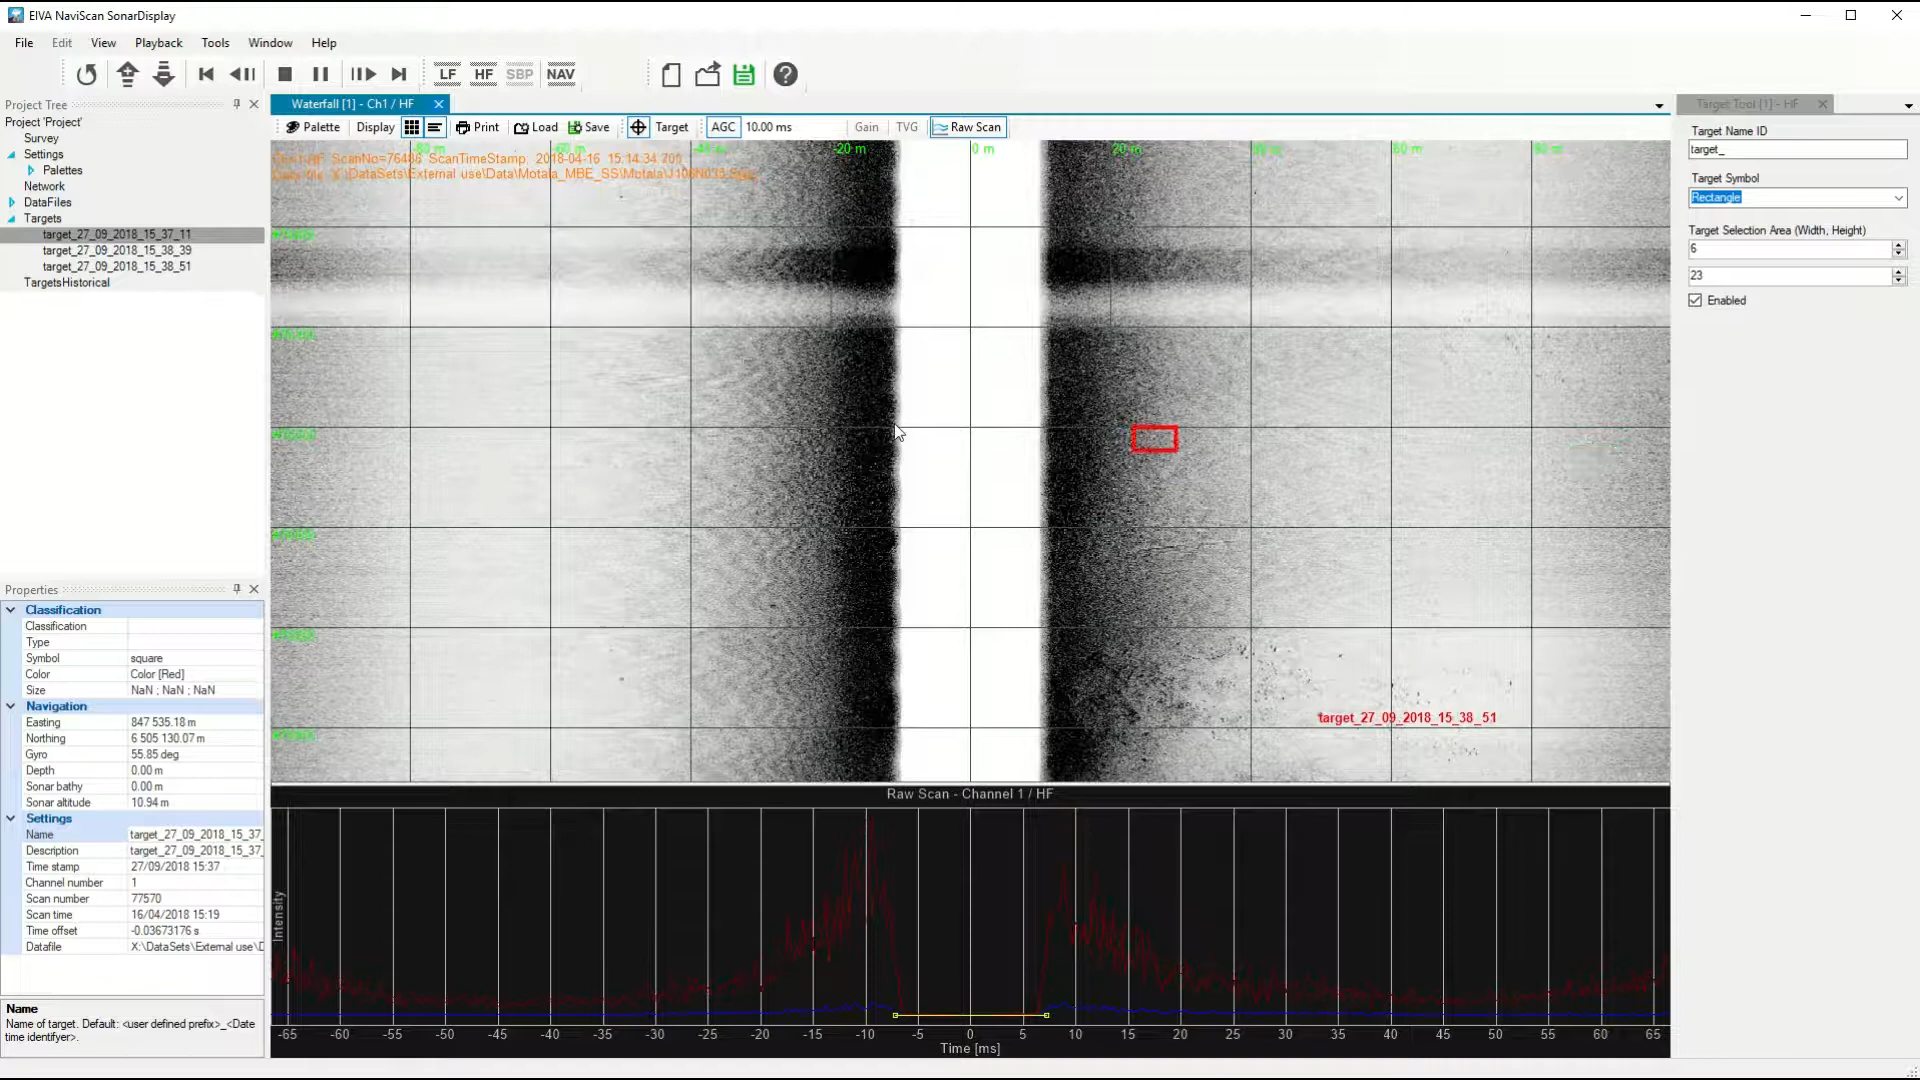 EIVA NaviScan SonarDisplay
File Edit View Playback Tools Window Help
LF HF SBP NAV
Project Tree
Project 'Project'
Survey
Settings
Palettes
Network
DataFiles
Targets
target_27_09_2018_15_37_11
target_27_09_2018_15_38_39
target_27_09_2018_15_38_51
TargetsHistorical
Properties
Classification
Classification
Type
Symbol square
Color Color [Red]
Size NaN ; NaN ; NaN
Navigation
Easting 847 535.18 m
Northing 6 505 130.07 m
Gyro 55.85 deg
Depth 0.00 m
Sonar bathy 0.00 m
Sonar altitude 10.94 m
Settings
Name target_27_09_2018_15_37_
Description target_27_09_2018_15_37_
Time stamp 27/09/2018 15:37
Channel number 1
Scan number 77570
Scan time 16/04/2018 15:19
Time offset -0.03673176 s
Datafile X:\DataSets\External use\D
Name
Name of target. Default: <user defined prefix>_<Date
time identifyer>.
Waterfall [1] - Ch1 / HF
Palette Display Print Load Save Target AGC 10.00 ms Gain TVG Raw Scan
-20 m 0 m 20 m
ScanTimeStamp: 2018-04-16 15:14:34
target_27_09_2018_15_38_51
Raw Scan - Channel 1 / HF
Intensity
-65 -60 -55 -50 -45 -40 -35 -30 -25 -20 -15 -10 -5 0 5 10 15 20 25 30 35 40 45 50 55 60 65
Time [ms]
Target Tool [1] - HF
Target Name ID
target_
Target Symbol
Rectangle
Target Selection Area (Width, Height)
6
23
Enabled